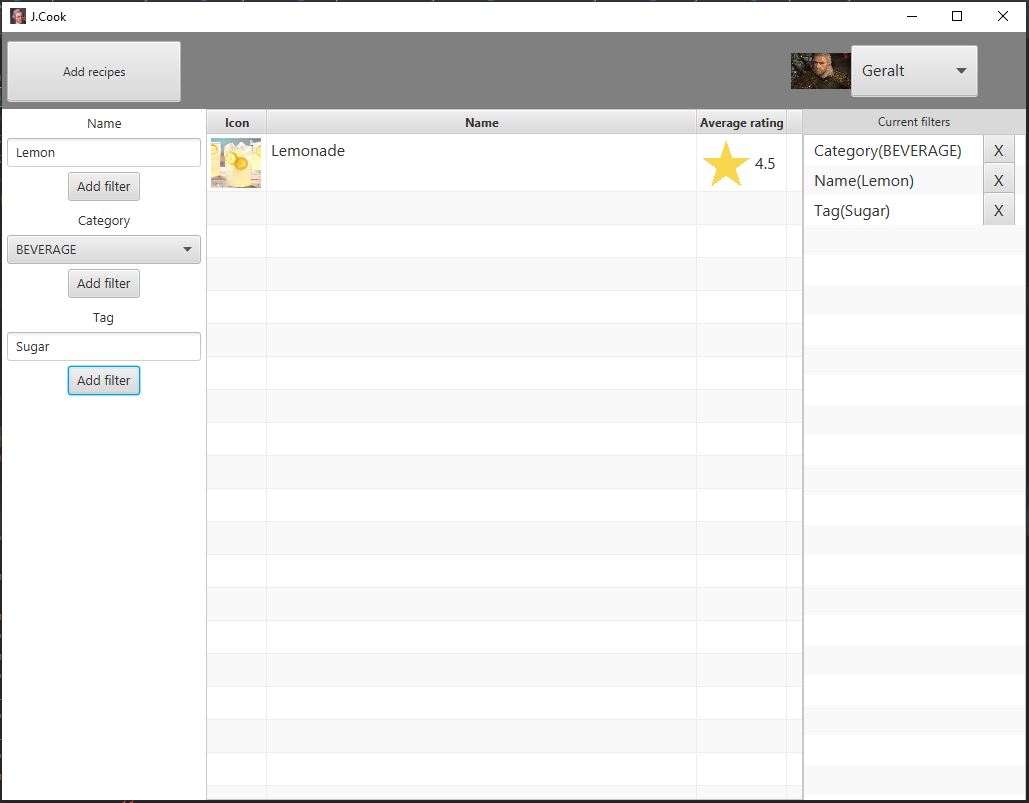 J.Cook
Add recipes
Geralt
Name
Lemon
Add filter
Category
BEVERAGE
Add filter
Tag
Sugar
Add filter
Icon Name Average rating
Lemonade 4.5
Current filters
Category(BEVERAGE) X
Name(Lemon) X
Tag(Sugar) X